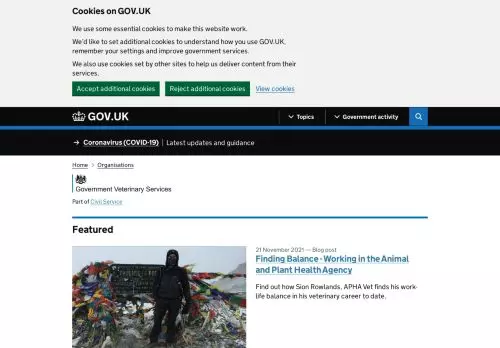 Cookies on GOV.UK
We use some essential cookies to make this website work.
We'd like to set additional cookies to understand how you use GOV.UK,
remember your settings and improve government services.
We also use cookies set by other sites to help us deliver content from their
services.
Accept additional cookies Reject additional cookies View cookies
GOV.UK Topics Government activity
→ Coronavirus (COVID-19) | Latest updates and guidance
Home > Organisations
Government Veterinary Services
Part of Civil Service
Featured
21 November 2021 — Blog post
Finding Balance - Working in the Animal
and Plant Health Agency
Find out how Sion Rowlands, APHA Vet finds his work-
life balance in his veterinary career to date.